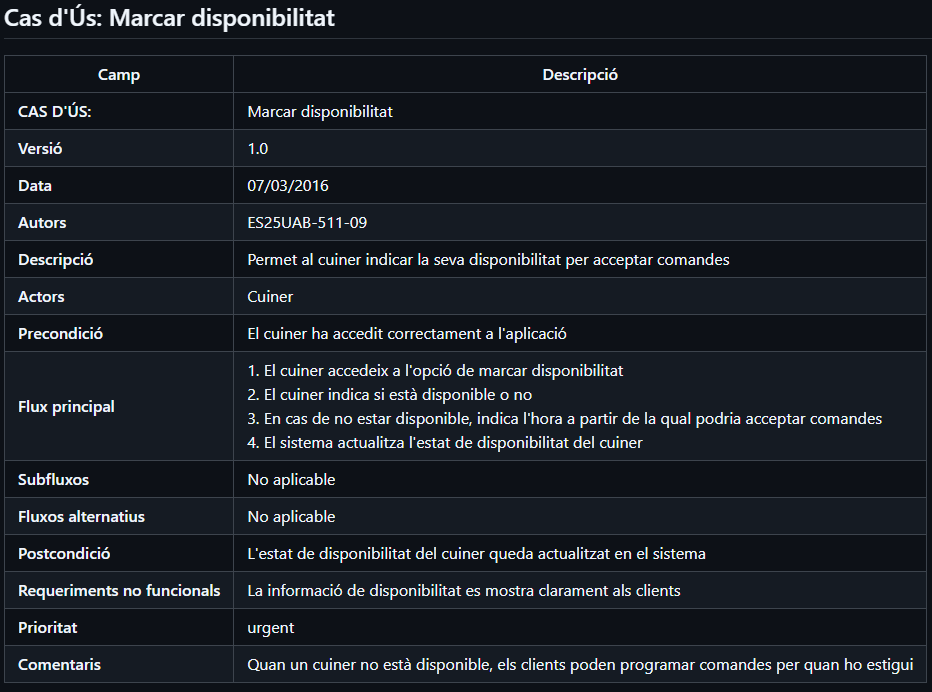 Cas d'Ús: Marcar disponibilitat
Camp Descripció
CAS D'ÚS: Marcar disponibilitat
Versió 1.0
Data 07/03/2016
Autors ES25UAB-511-09
Descripció Permet al cuiner indicar la seva disponibilitat per acceptar comandes
Actors Cuiner
Precondició El cuiner ha accedit correctament a l'aplicació
Flux principal
1. El cuiner accedeix a l'opció de marcar disponibilitat
2. El cuiner indica si està disponible o no
3. En cas de no estar disponible, indica l'hora a partir de la qual podria acceptar comandes
4. El sistema actualitza l'estat de disponibilitat del cuiner
Subfluxos No aplicable
Fluxos alternatius No aplicable
Postcondició L'estat de disponibilitat del cuiner queda actualitzat en el sistema
Requeriments no funcionals La informació de disponibilitat es mostra clarament als clients
Prioritat urgent
Comentaris Quan un cuiner no està disponible, els clients poden programar comandes per quan ho estigui